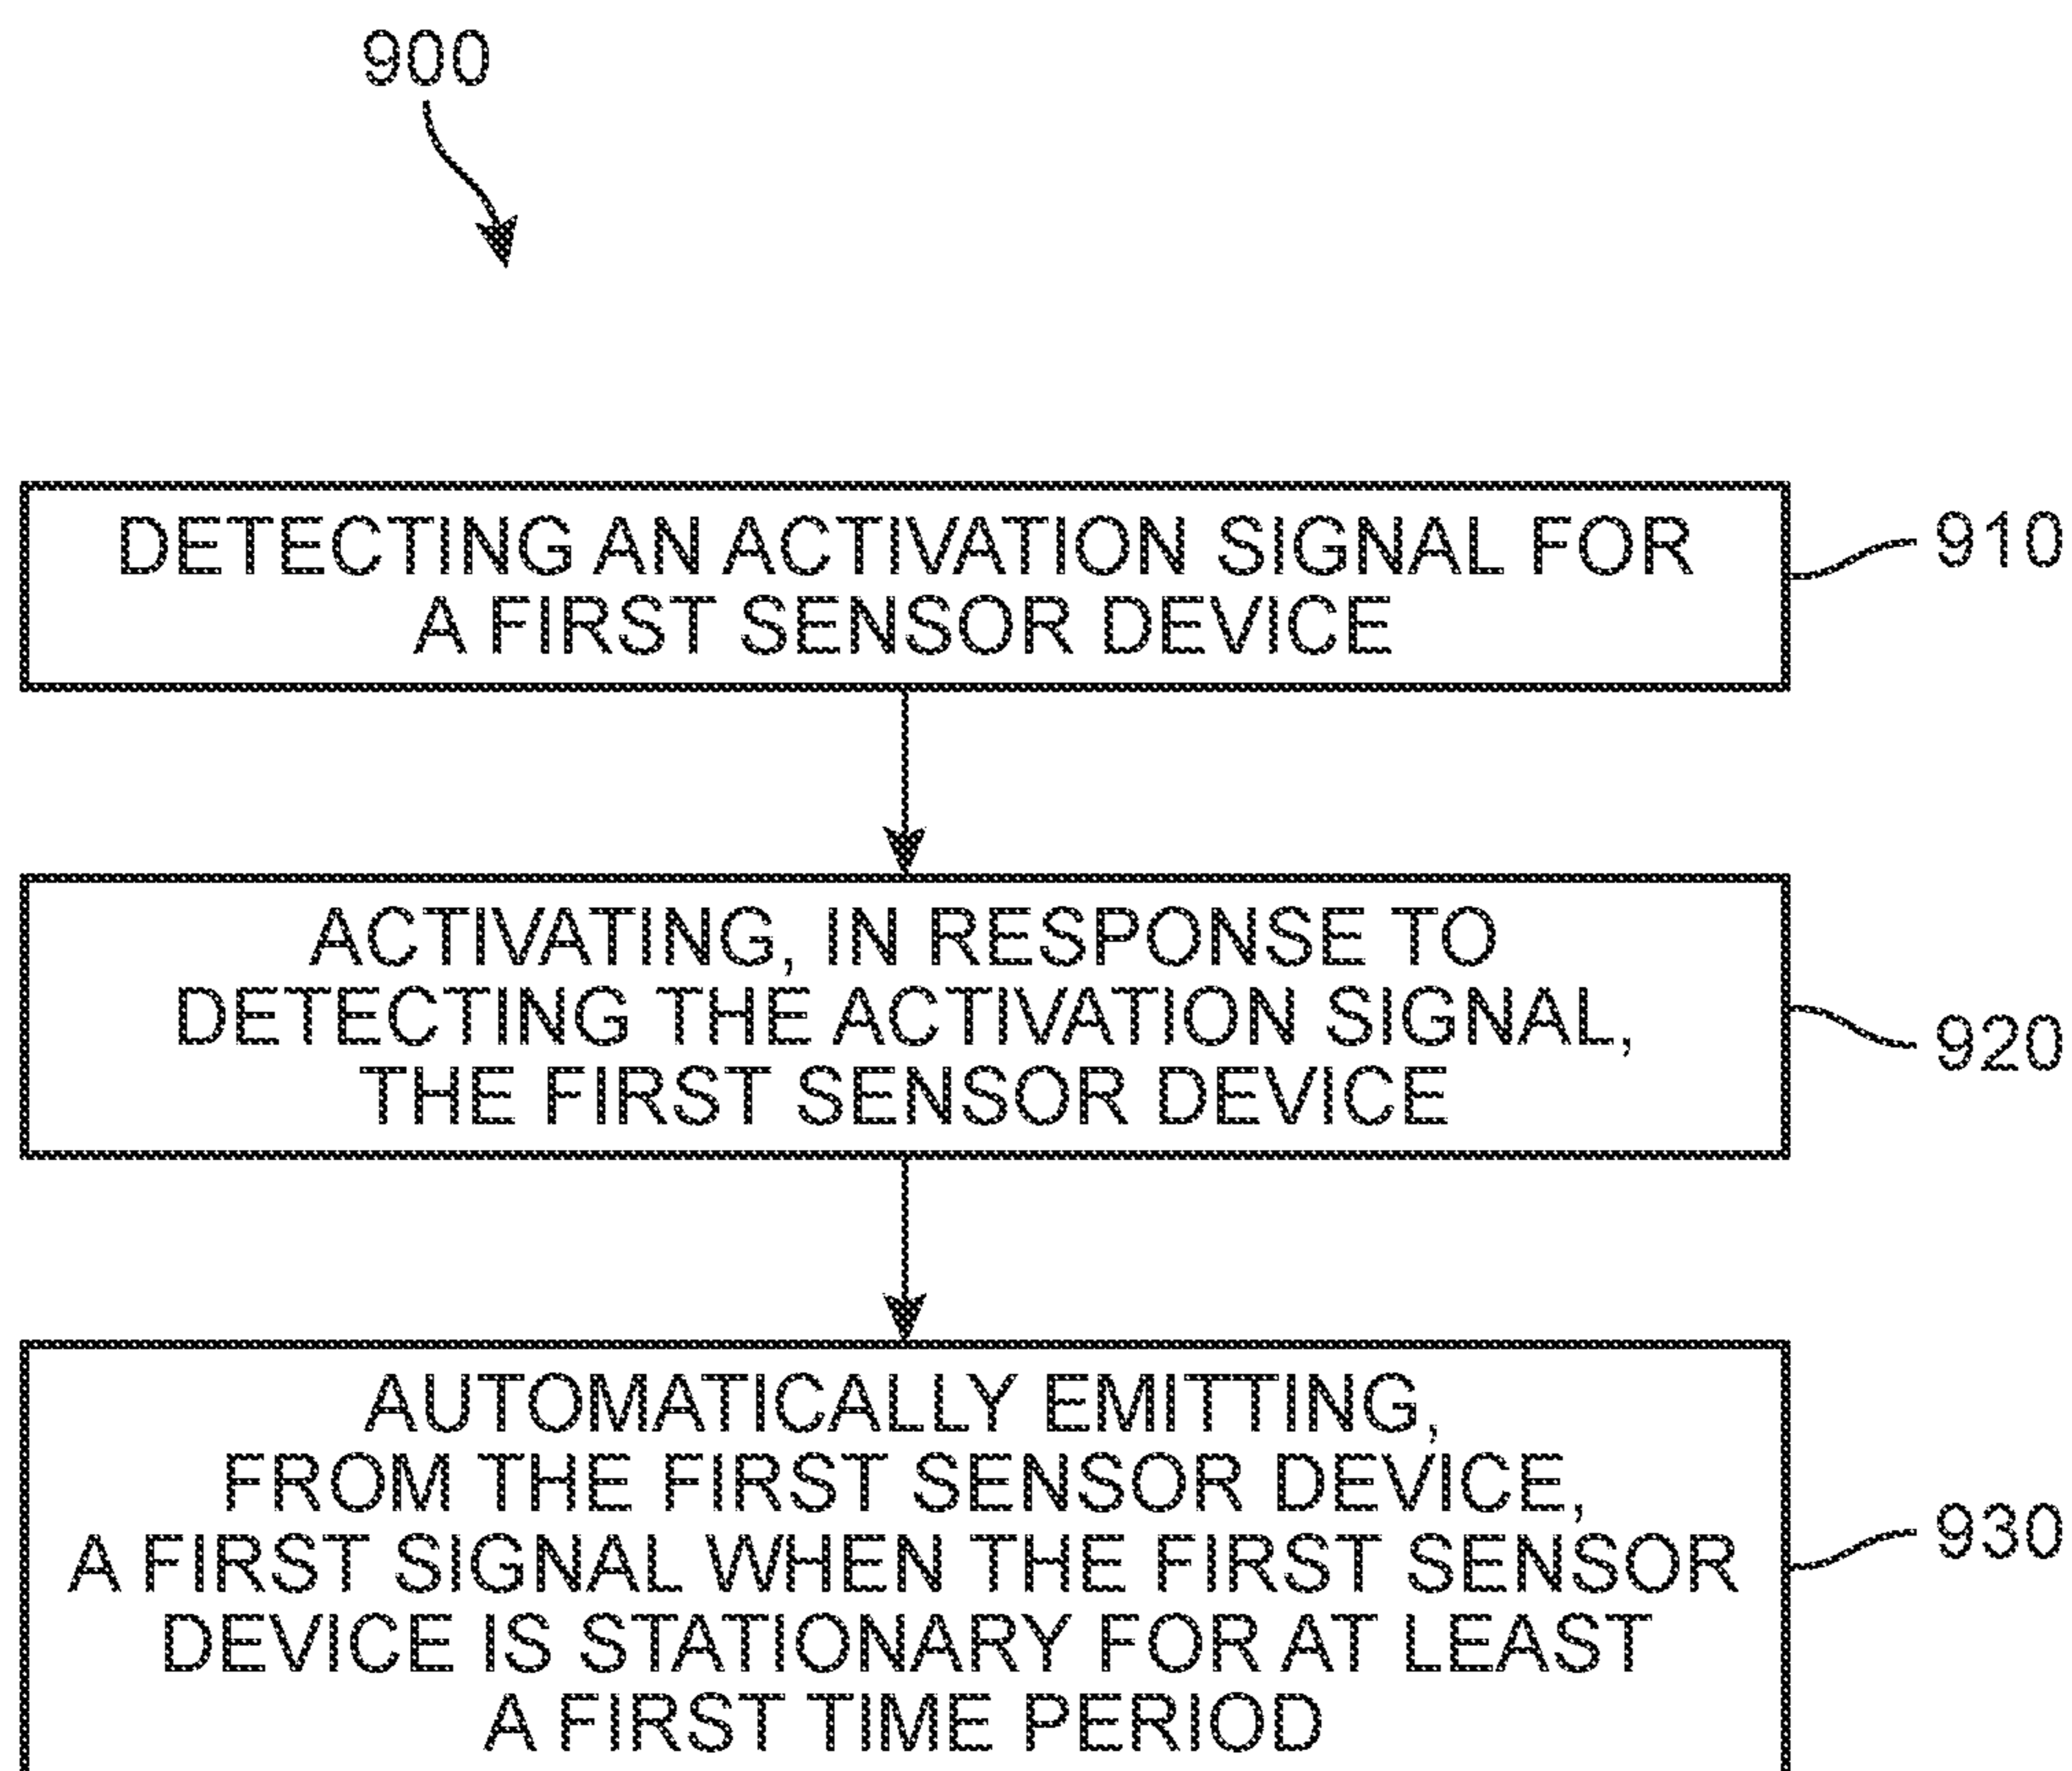 900
DETECTING AN ACTIVATION SIGNAL FOR
A FIRST SENSOR DEVICE
910
ACTIVATING, IN RESPONSE TO
DETECTING THE ACTIVATION SIGNAL,
THE FIRST SENSOR DEVICE
920
AUTOMATICALLY EMITTING,
FROM THE FIRST SENSOR DEVICE,
A FIRST SIGNAL WHEN THE FIRST SENSOR
DEVICE IS STATIONARY FOR AT LEAST
A FIRST TIME PERIOD
930